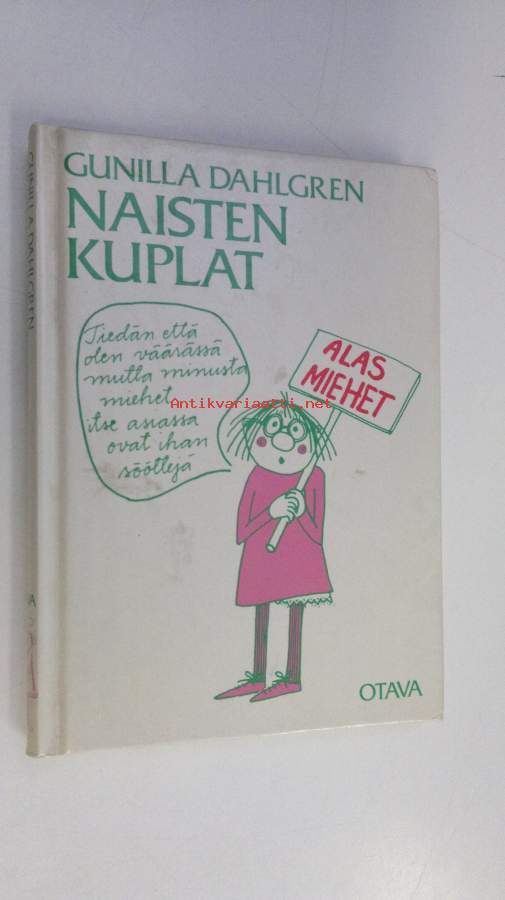 GUNILLA DAHLGREN
NAISTEN
KUPLAT
Tiedän että
olen väärässä
mutta minusta
miehet
itse asiassa
ovat ihan
sööttejä
ALAS
MIEHET
Antikvariaatti.net
OTAVA
GUNILLA DAHLGREN